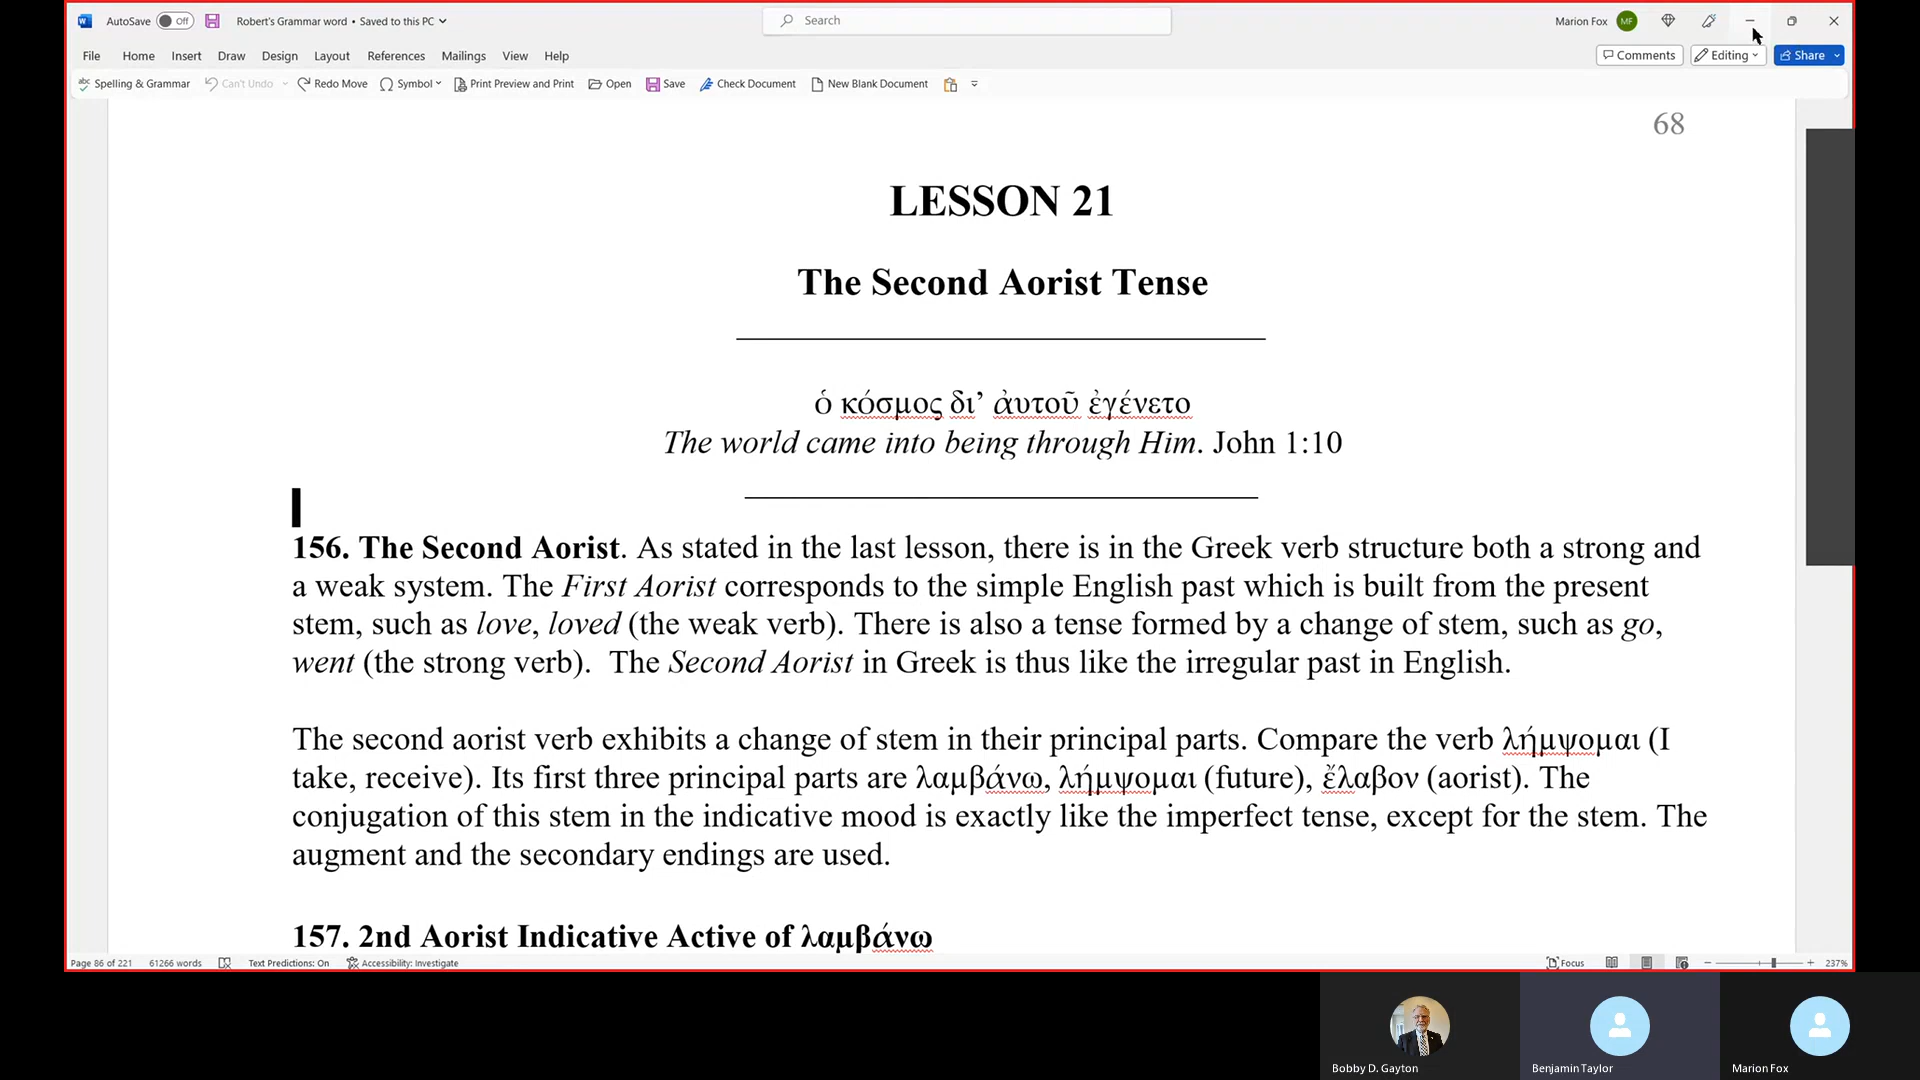 AutoSave Off Robert's Grammar word • Saved to this PC Search Marion Fox MF
File Home Insert Draw Design Layout References Mailings View Help Comments Editing Share
Spelling & Grammar Can't Undo Redo Move Symbol Print Preview and Print Open Save Check Document New Blank Document
68
LESSON 21
The Second Aorist Tense
ὁ κόσμος δι’ ἀυτοῦ ἐγένετο
The world came into being through Him. John 1:10
156. The Second Aorist. As stated in the last lesson, there is in the Greek verb structure both a strong and
a weak system. The First Aorist corresponds to the simple English past which is built from the present
stem, such as love, loved (the weak verb). There is also a tense formed by a change of stem, such as go,
went (the strong verb).  The Second Aorist in Greek is thus like the irregular past in English.
The second aorist verb exhibits a change of stem in their principal parts. Compare the verb λήμψομαι (I
take, receive). Its first three principal parts are λαμβάνω, λήμψομαι (future), ἔλαβον (aorist). The
conjugation of this stem in the indicative mood is exactly like the imperfect tense, except for the stem. The
augment and the secondary endings are used.
157. 2nd Aorist Indicative Active of λαμβάνω
Page 86 of 221 61266 words Text Predictions: On Accessibility: Investigate Focus 237%
Bobby D. Gayton Benjamin Taylor Marion Fox